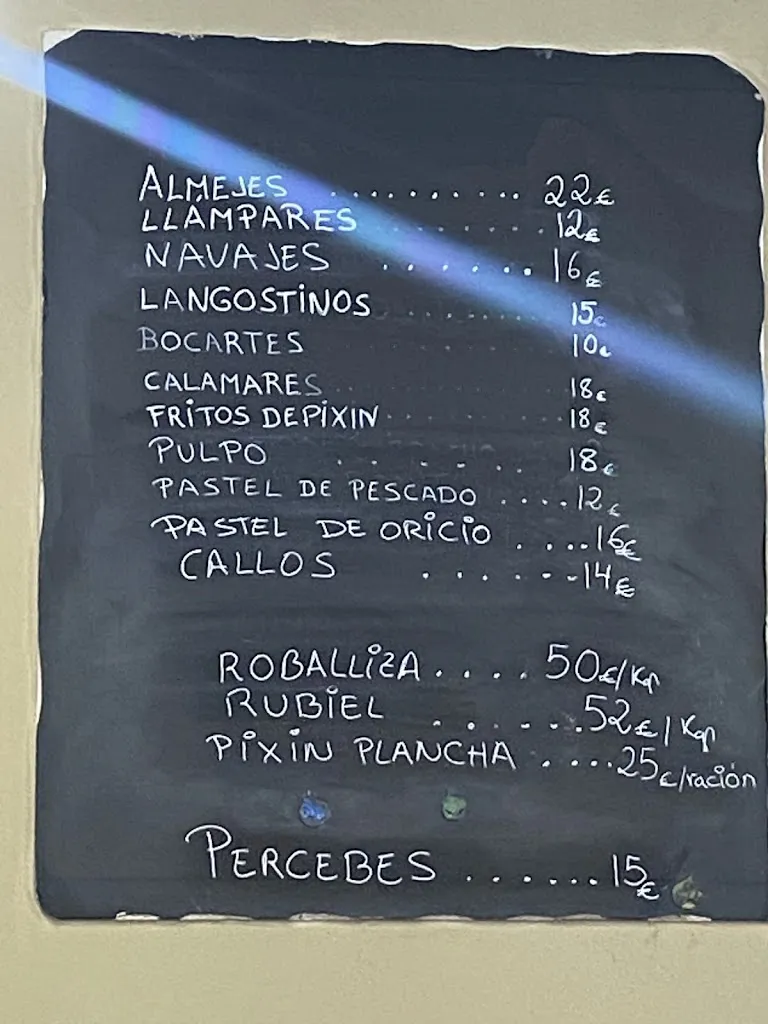 ALMEJES .......... 22€
LLAMPARES ........ 12€
NAVAJES ...... 16€
LANGOSTINOS ........ 15€
BOCARTES ........ 10€
CALAMARES ........ 18€
FRITOS DE PIXIN ........ 18€
PULPO ...... 18€
PASTEL DE PESCADO .... 12€
PASTEL DE ORICIO .... 16€
CALLOS ...... 14€
ROBALLIZA .... 50€/Kg
RUBIEL ...... 52€/Kg
PIXIN PLANCHA .... 25€/ración
PERCEBES ...... 15€